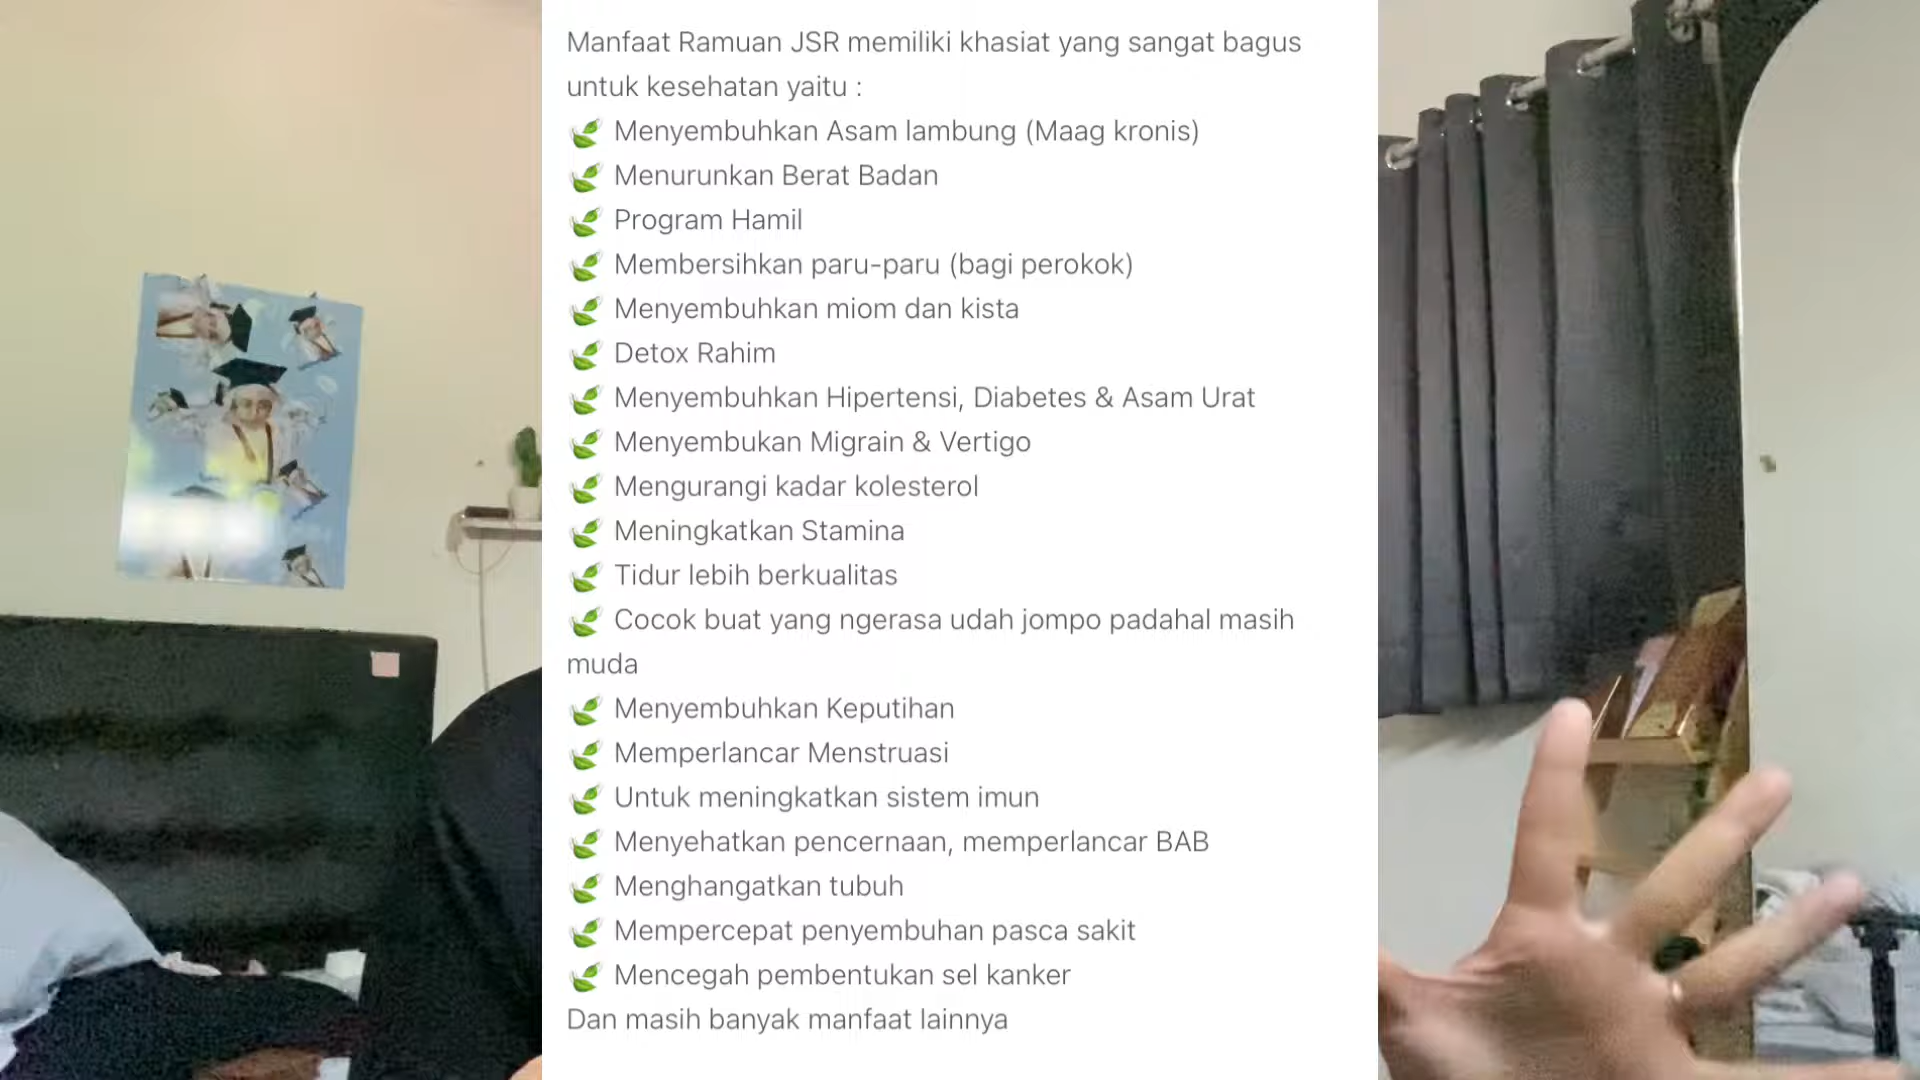 Manfaat Ramuan JSR memiliki khasiat yang sangat bagus
untuk kesehatan yaitu :
Menyembuhkan Asam lambung (Maag kronis)
Menurunkan Berat Badan
Program Hamil
Membersihkan paru-paru (bagi perokok)
Menyembuhkan miom dan kista
Detox Rahim
Menyembuhkan Hipertensi, Diabetes & Asam Urat
Menyembukan Migrain & Vertigo
Mengurangi kadar kolesterol
Meningkatkan Stamina
Tidur lebih berkualitas
Cocok buat yang ngerasa udah jompo padahal masih
muda
Menyembuhkan Keputihan
Memperlancar Menstruasi
Untuk meningkatkan sistem imun
Menyehatkan pencernaan, memperlancar BAB
Menghangatkan tubuh
Mempercepat penyembuhan pasca sakit
Mencegah pembentukan sel kanker
Dan masih banyak manfaat lainnya